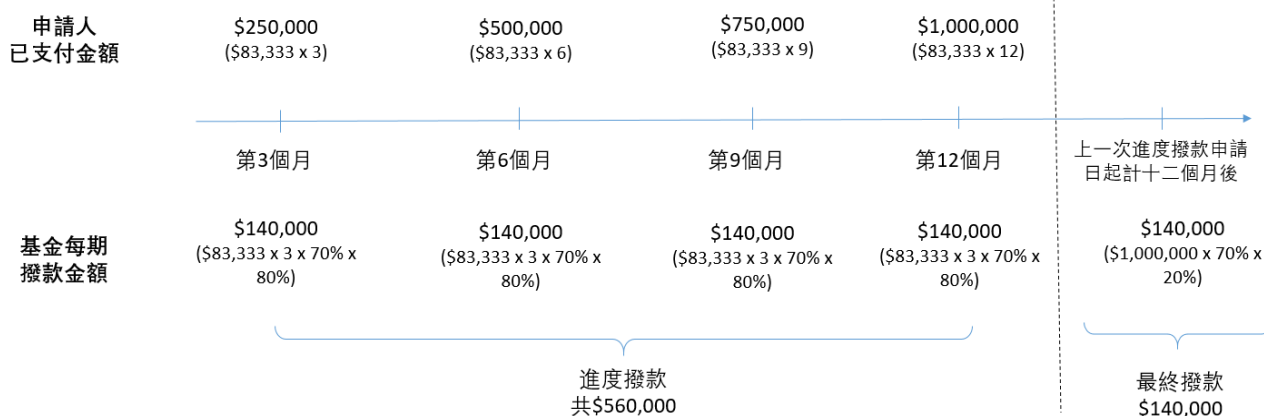 申請人
已支付金額
$250,000
($83,333 x 3)
$500,000
($83,333 x 6)
$750,000
($83,333 x 9)
$1,000,000
($83,333 x 12)
第3個月
第6個月
第9個月
第12個月
上一次進度撥款申請
日起計十二個月後
基金每期
撥款金額
$140,000
($83,333 x 3 x 70% x
80%)
$140,000
($83,333 x 3 x 70% x
80%)
$140,000
($83,333 x 3 x 70% x
80%)
$140,000
($83,333 x 3 x 70% x
80%)
$140,000
($1,000,000 x 70% x
20%)
進度撥款
共$560,000
最終撥款
$140,000